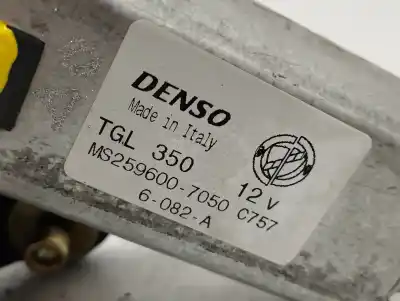 DENSO
Made in Italy
TGL 350
12 V
MS259600-7050 C757
6-082-A